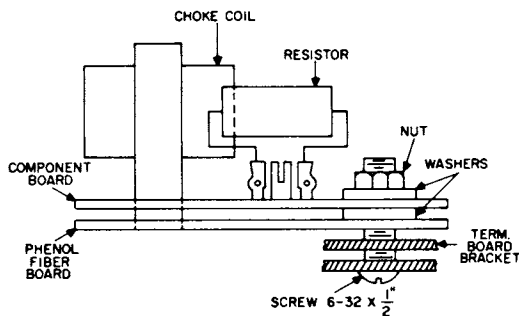 CHOKE COIL
RESISTOR
NUT
WASHERS
COMPONENT
BOARD
PHENOL
FIBER
BOARD
TERM.
BOARD
BRACKET
SCREW 6-32 X 1/2"